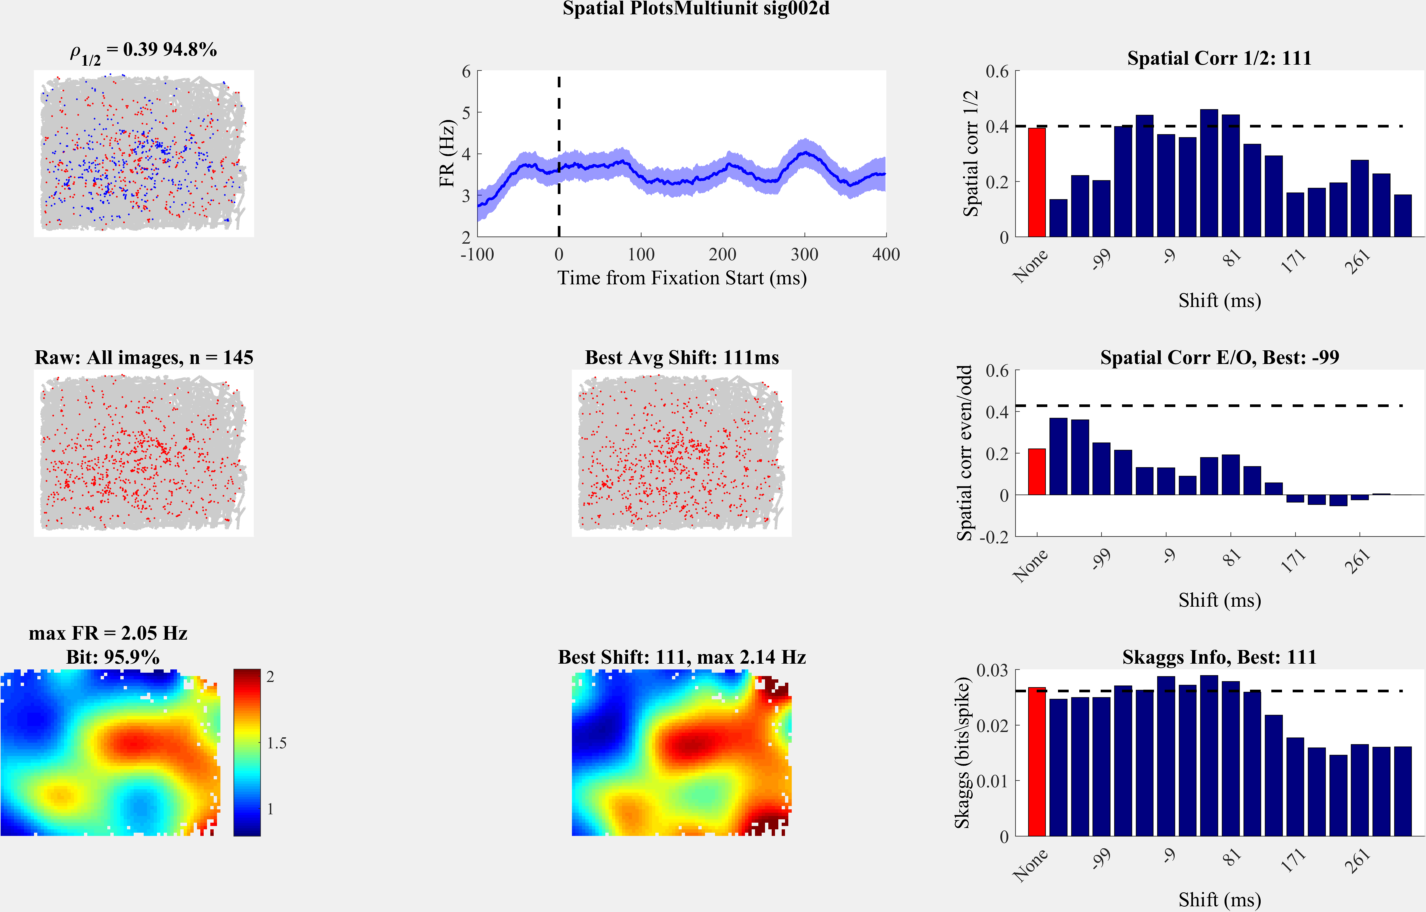 Spatial PlotsMultiunit sig002d
ρ1/2 = 0.39 94.8%
6
5
4
3
2
FR (Hz)
-100 0 100 200 300 400
Time from Fixation Start (ms)
Spatial Corr 1/2: 111
0.6
0.4
0.2
0
Spatial corr 1/2
None -99 -9 81 171 261
Shift (ms)
Raw: All images, n = 145
Best Avg Shift: 111ms
Spatial Corr E/O, Best: -99
0.6
0.4
0.2
0
-0.2
Spatial corr even/odd
None -99 -9 81 171 261
Shift (ms)
max FR = 2.05 Hz
Bit: 95.9%
2
1.5
1
Best Shift: 111, max 2.14 Hz
Skaggs Info, Best: 111
0.03
0.02
0.01
0
Skaggs (bits\spike)
None -99 -9 81 171 261
Shift (ms)